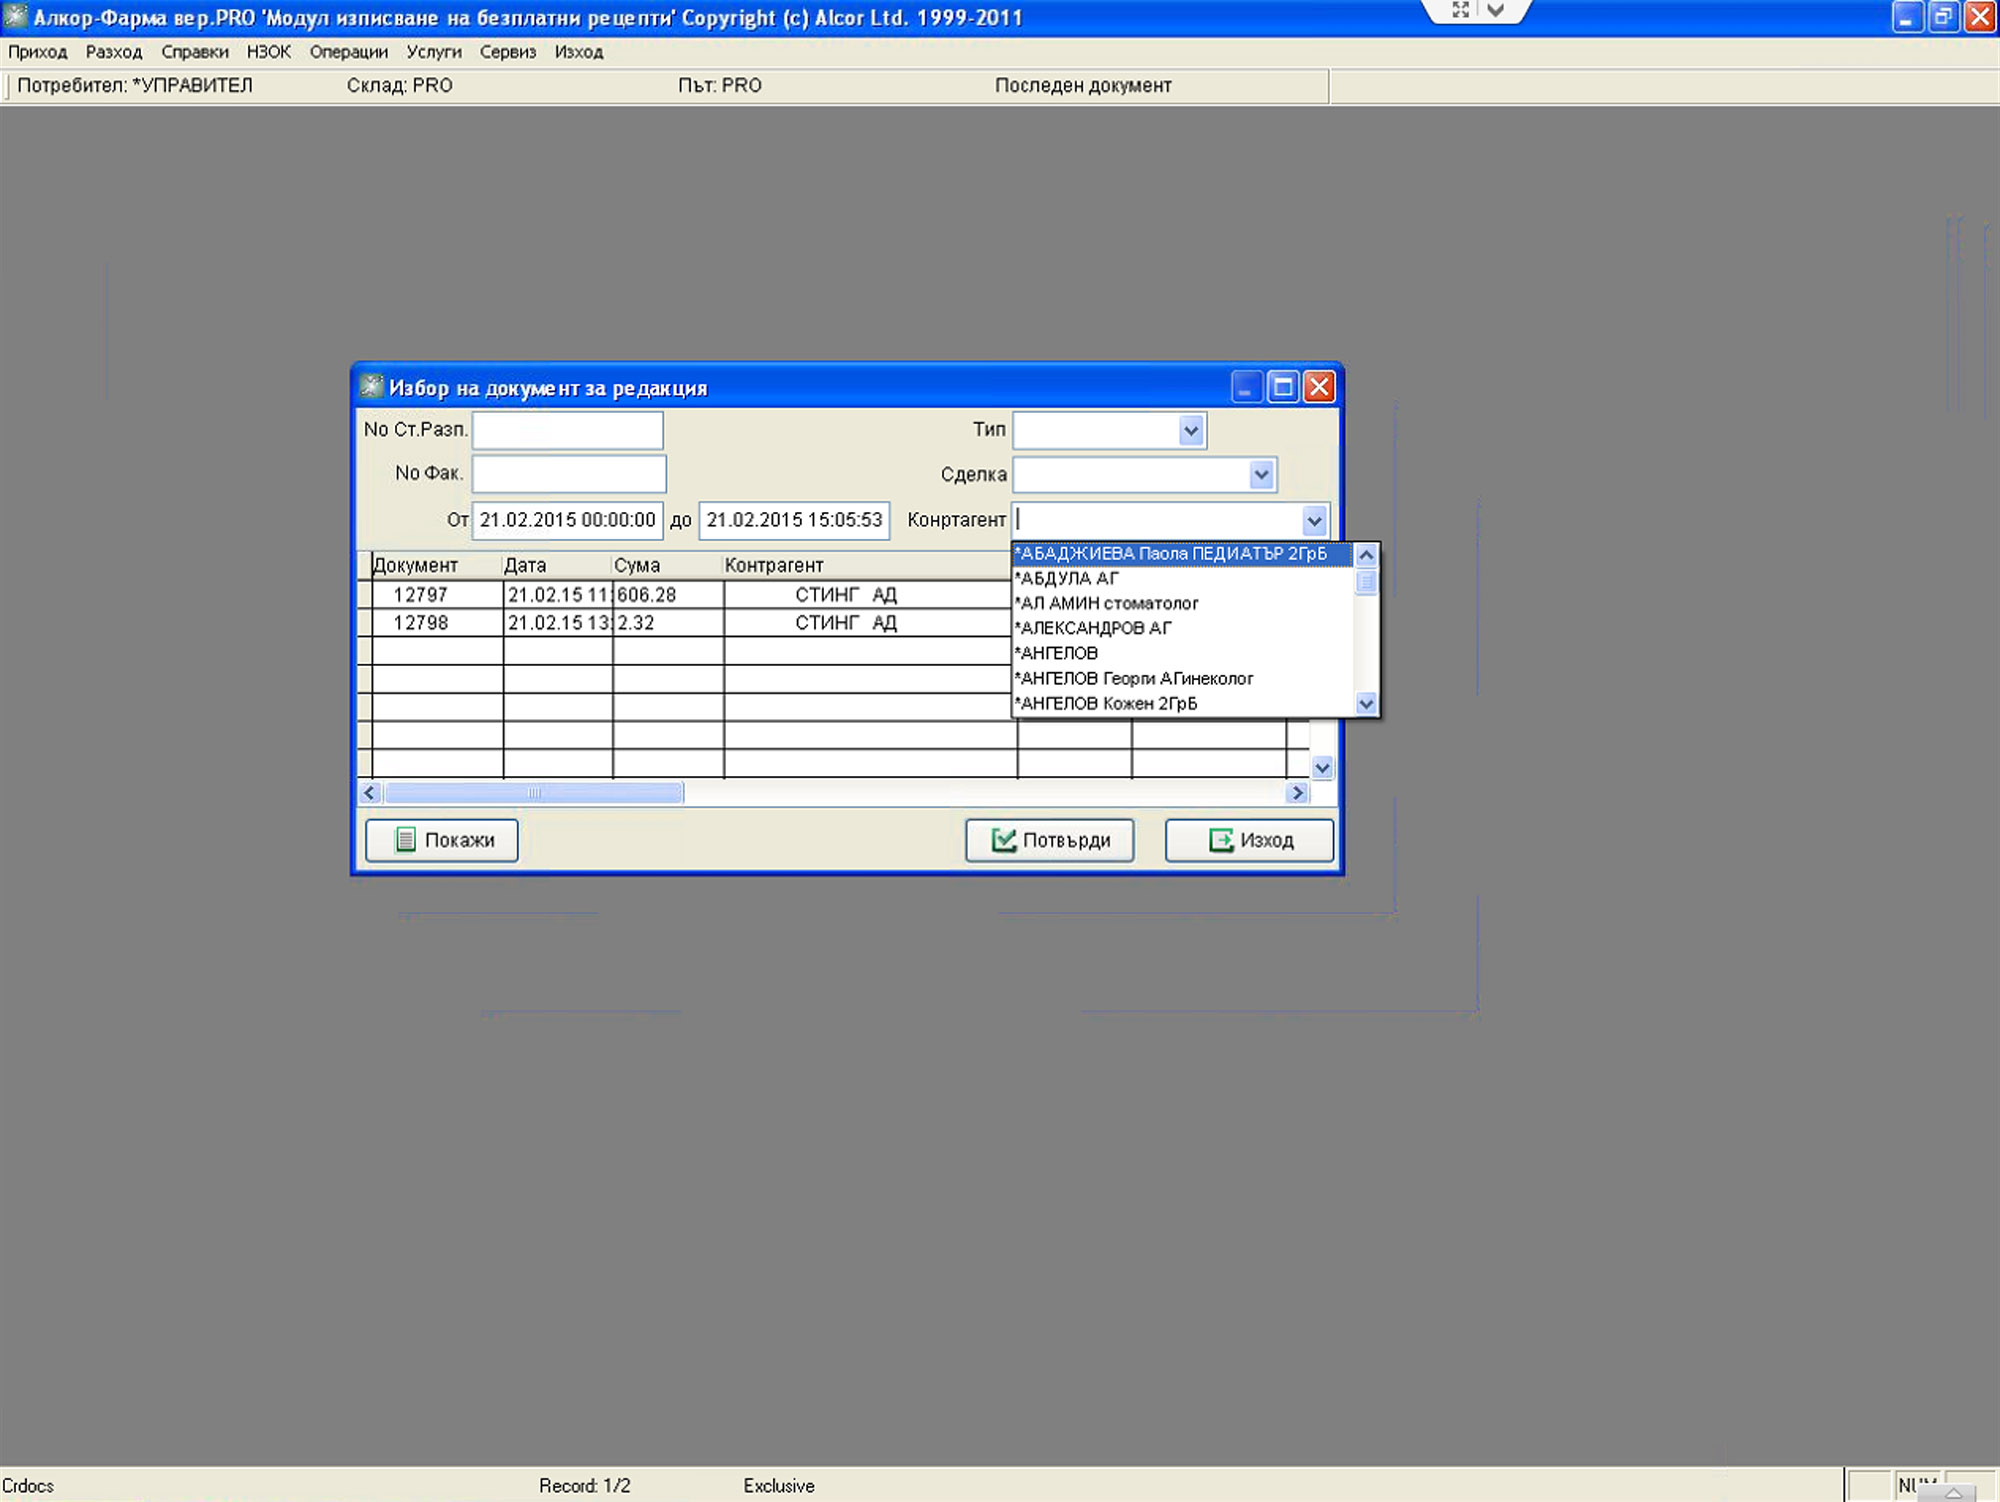 Алкор-Фарма вер.PRO 'Модул изписване на безплатни рецепти' Copyright (c) Alcor Ltd. 1999-2011
Приход Разход Справки НЗОК Операции Услуги Сервиз Изход
Потребител: *УПРАВИТЕЛ Склад: PRO Път: PRO Последен документ
Избор на документ за редакция
No Ст.Разп. Тип
No Фак. Сделка
От 21.02.2015 00:00:00 до 21.02.2015 15:05:53 Конртагент
*АБАДЖИЕВА Паола ПЕДИАТЪР 2ГрБ
*АБДУЛА АГ
*АЛ АМИН стоматолог
*АЛЕКСАНДРОВ АГ
*АНГЕЛОВ
*АНГЕЛОВ Георги АГинеколог
*АНГЕЛОВ Кожен 2ГрБ
Документ Дата Сума Контрагент
12797 21.02.15 11: 606.28 СТИНГ АД
12798 21.02.15 13: 2.32 СТИНГ АД
Покажи Потвърди Изход
Crdocs Record: 1/2 Exclusive